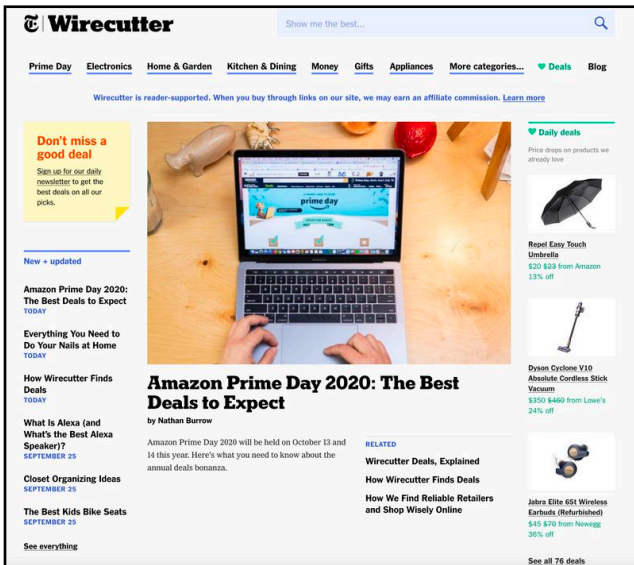 Wirecutter
Show me the best...
Prime Day Electronics Home & Garden Kitchen & Dining Money Gifts Appliances More categories... Deals Blog
Wirecutter is reader-supported. When you buy through links on our site, we may earn an affiliate commission. Learn more
Don't miss a
good deal
Sign up for our daily
newsletter to get the
best deals on all our
picks.
New + updated
Amazon Prime Day 2020:
The Best Deals to Expect
TODAY
Everything You Need to
Do Your Nails at Home
TODAY
How Wirecutter Finds
Deals
TODAY
What Is Alexa (and
What's the Best Alexa
Speaker)?
SEPTEMBER 25
Closet Organizing Ideas
SEPTEMBER 25
The Best Kids Bike Seats
SEPTEMBER 25
See everything
prime day
Amazon Prime Day 2020: The Best
Deals to Expect
by Nathan Burrow
Amazon Prime Day 2020 will be held on October 13 and
14 this year. Here's what you need to know about the
annual deals bonanza.
RELATED
Wirecutter Deals, Explained
How Wirecutter Finds Deals
How We Find Reliable Retailers
and Shop Wisely Online
Daily deals
Price drops on products we
already love
Repel Easy Touch
Umbrella
$20 $23 from Amazon
13% off
Dyson Cyclone V10
Absolute Cordless Stick
Vacuum
$350 $460 from Lowe's
24% off
Jabra Elite 65t Wireless
Earbuds (Refurbished)
$45 $70 from Newegg
36% off
See all 76 deals